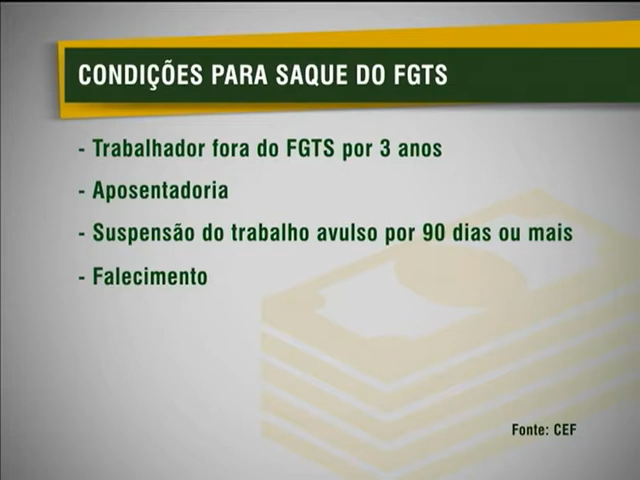 CONDIÇÕES PARA SAQUE DO FGTS
- Trabalhador fora do FGTS por 3 anos
- Aposentadoria
- Suspensão do trabalho avulso por 90 dias ou mais
- Falecimento
Fonte: CEF